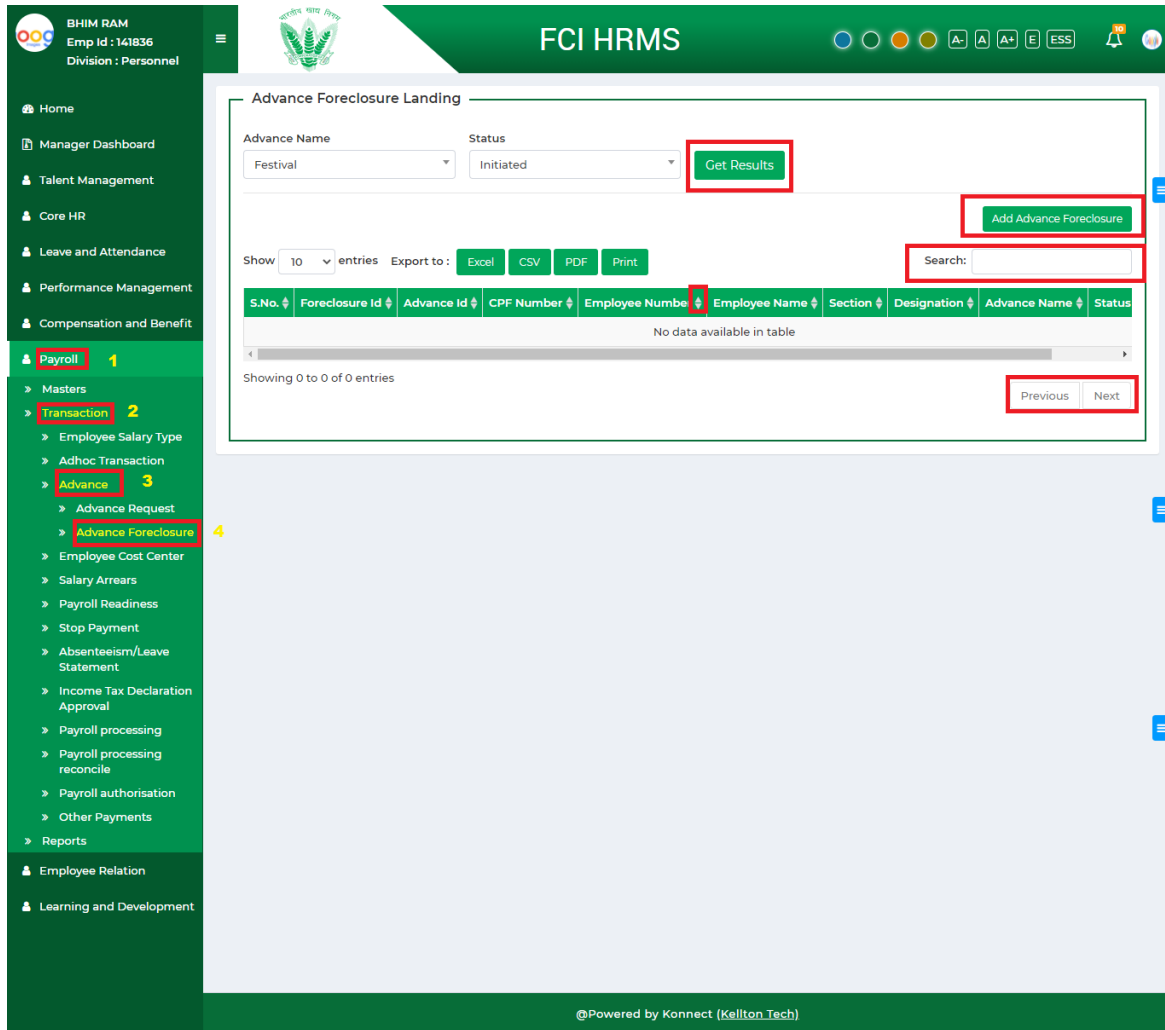 BHIM RAM
Emp Id : 141836
Division : Personnel
भारतीय खाद्य निगम
FCI HRMS
A-
A
A+
E
ESS
10
Home
Manager Dashboard
Talent Management
Core HR
Leave and Attendance
Performance Management
Compensation and Benefit
Payroll 1
Masters
Transaction 2
Employee Salary Type
Adhoc Transaction
Advance 3
Advance Request
Advance Foreclosure 4
Employee Cost Center
Salary Arrears
Payroll Readiness
Stop Payment
Absenteeism/Leave
Statement
Income Tax Declaration
Approval
Payroll processing
Payroll processing
reconcile
Payroll authorisation
Other Payments
Reports
Employee Relation
Learning and Development
Advance Foreclosure Landing
Advance Name Status
Festival Initiated Get Results
Add Advance Foreclosure
Show 10 entries Export to : Excel CSV PDF Print Search:
S.No. Foreclosure Id Advance Id CPF Number Employee Number Employee Name Section Designation Advance Name Status
No data available in table
Showing 0 to 0 of 0 entries
Previous Next
@Powered by Konnect (Kellton Tech)